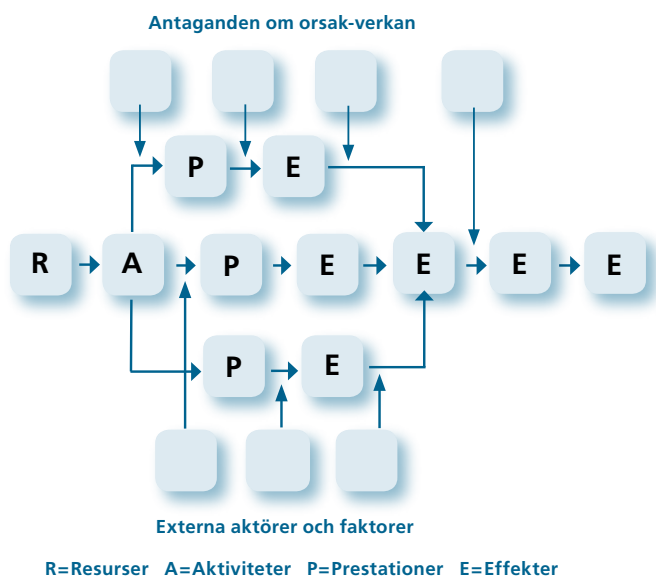 Antaganden om orsak-verkan
P E
R A P E E E E
P E
Externa aktörer och faktorer
R=Resurser A=Aktiviteter P=Prestationer E=Effekter